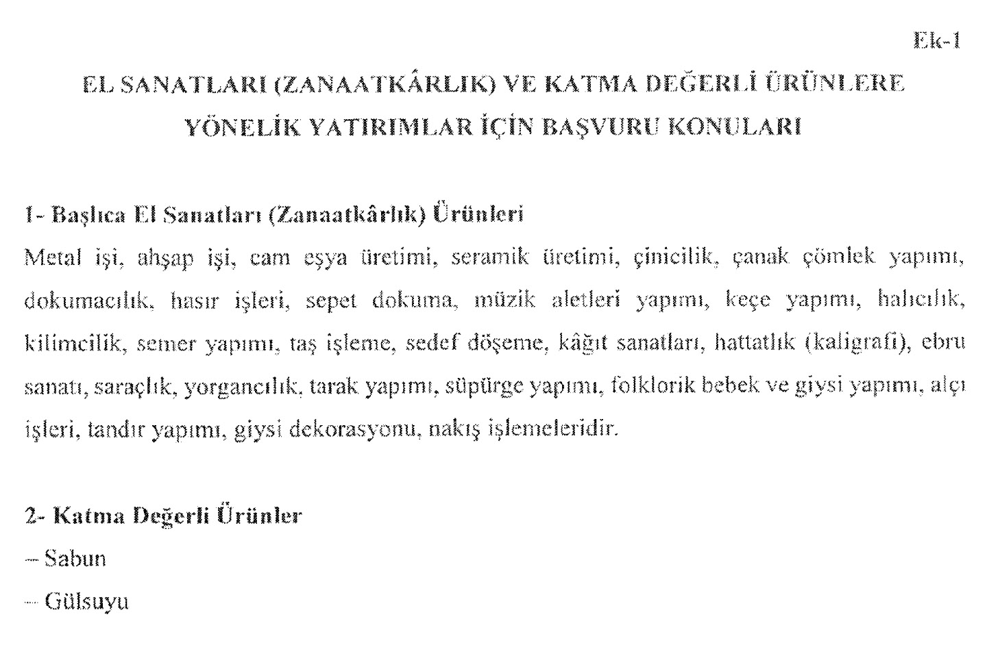 Ek-1
EL SANATLARI (ZANAATKÂRLIK) VE KATMA DEĞERLİ ÜRÜNLERE
YÖNELİK YATIRIMLAR İÇİN BAŞVURU KONULARI
1- Başlıca El Sanatları (Zanaatkârlık) Ürünleri
Metal işi, ahşap işi, cam eşya üretimi, seramik üretimi, çinicilik, çanak çömlek yapımı,
dokumacılık, hasır işleri, sepet dokuma, müzik aletleri yapımı, keçe yapımı, halıcılık,
kilimcilik, semer yapımı, taş işleme, sedef döşeme, kâğıt sanatları, hattatlık (kaligrafi), ebru
sanatı, saraçlık, yorgancılık, tarak yapımı, süpürge yapımı, folklorik bebek ve giysi yapımı, alçı
işleri, tandır yapımı, giysi dekorasyonu, nakış işlemeleridir.
2- Katma Değerli Ürünler
– Sabun
– Gülsuyu